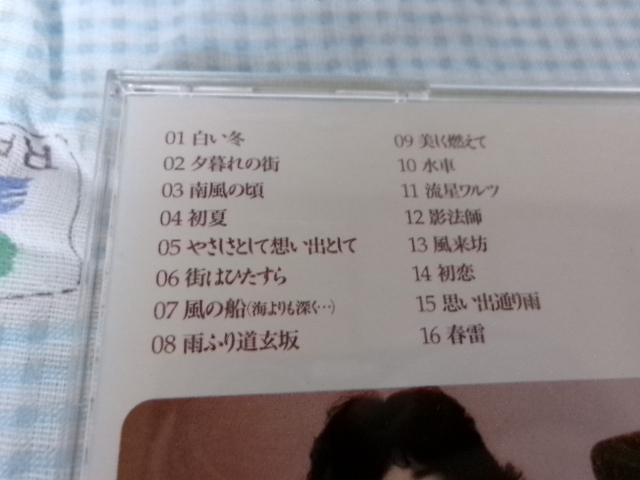 01 白い冬
02 夕暮れの街
03 南風の頃
04 初夏
05 やさしさとして想い出として
06 街はひたすら
07 風の船(海よりも深く…)
08 雨ふり道玄坂
09 美しく燃えて
10 水車
11 流星ワルツ
12 影法師
13 風来坊
14 初恋
15 思い出通り雨
16 春雷